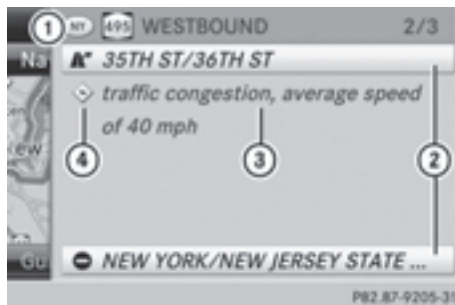 1 NY 495 WESTBOUND 2/3
Na
35TH ST/36TH ST
traffic congestion, average speed
of 40 mph
ew
4 3 2
Gu
NEW YORK/NEW JERSEY STATE ...
P82.87-9205-31